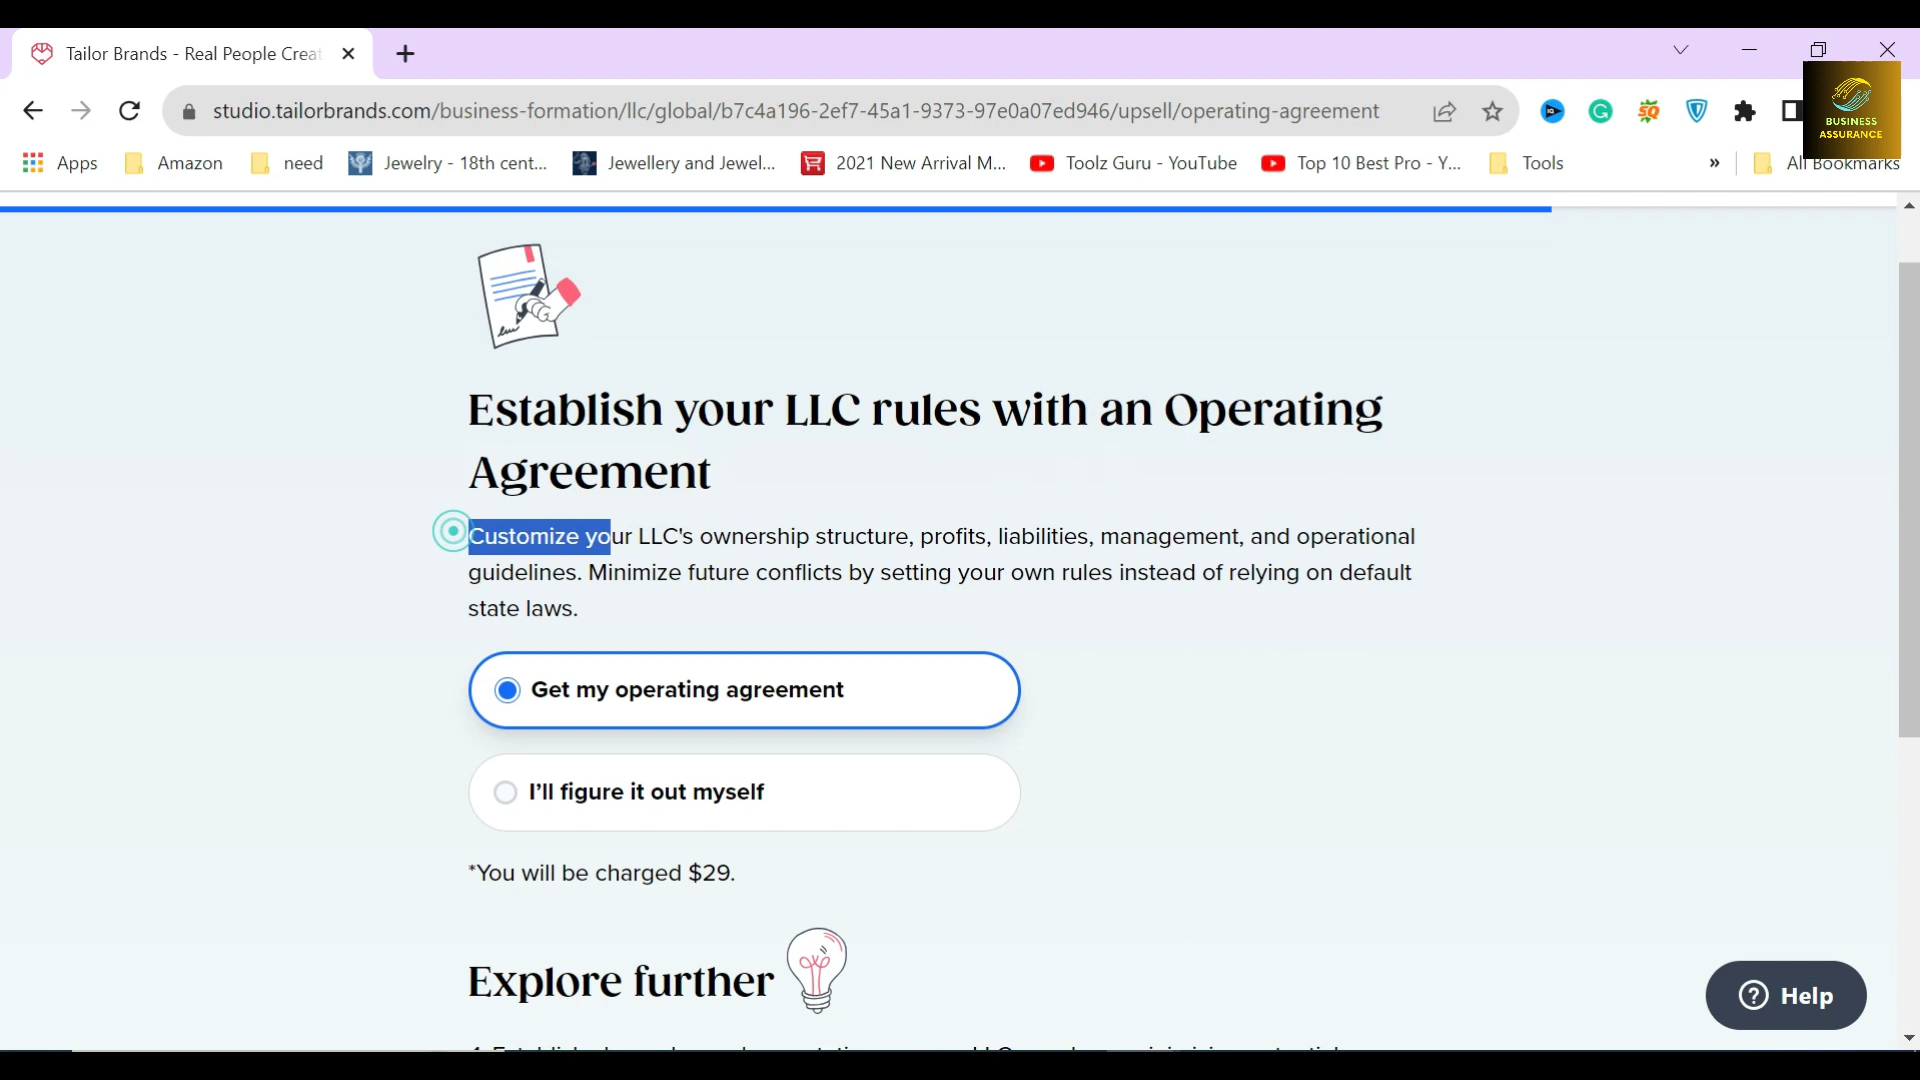 Tailor Brands - Real People Creat
studio.tailorbrands.com/business-formation/llc/global/b7c4a196-2ef7-45a1-9373-97e0a07ed946/upsell/operating-agreement
BUSINESS
ASSURANCE
Apps
Amazon
need
Jewelry - 18th cent...
Jewellery and Jewel...
2021 New Arrival M...
Toolz Guru - YouTube
Top 10 Best Pro - Y...
Tools
»
All Bookmarks
Establish your LLC rules with an Operating
Agreement
Customize your LLC's ownership structure, profits, liabilities, management, and operational
guidelines. Minimize future conflicts by setting your own rules instead of relying on default
state laws.
Get my operating agreement
I’ll figure it out myself
*You will be charged $29.
Explore further
Help